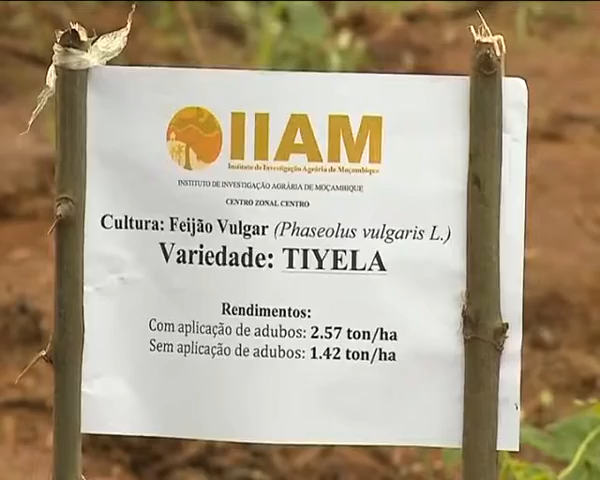 IIAM
Instituto de Investigação Agrária de Moçambique
INSTITUTO DE INVESTIGAÇÃO AGRÁRIA DE MOÇAMBIQUE
CENTRO ZONAL CENTRO
Cultura: Feijão Vulgar (Phaseolus vulgaris L.)
Variedade: TIYELA
Rendimentos:
Com aplicação de adubos: 2.57 ton/ha
Sem aplicação de adubos: 1.42 ton/ha